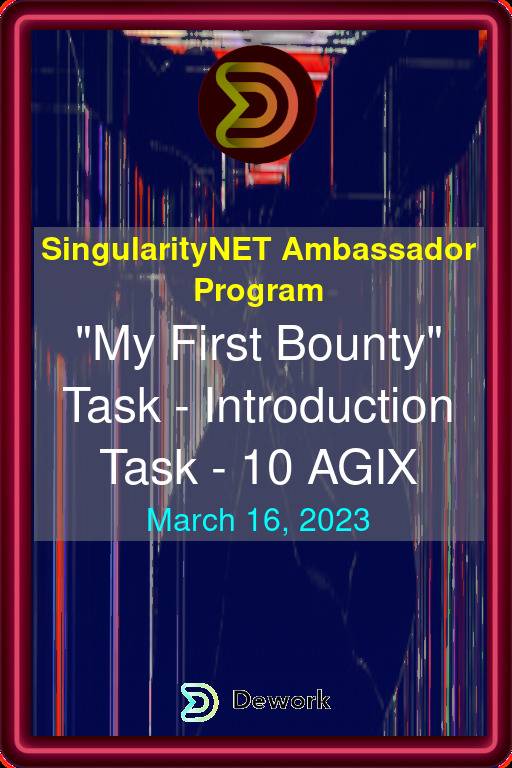 SingularityNET Ambassador
Program
"My First Bounty"
Task - Introduction
Task - 10 AGIX
March 16, 2023
Dework